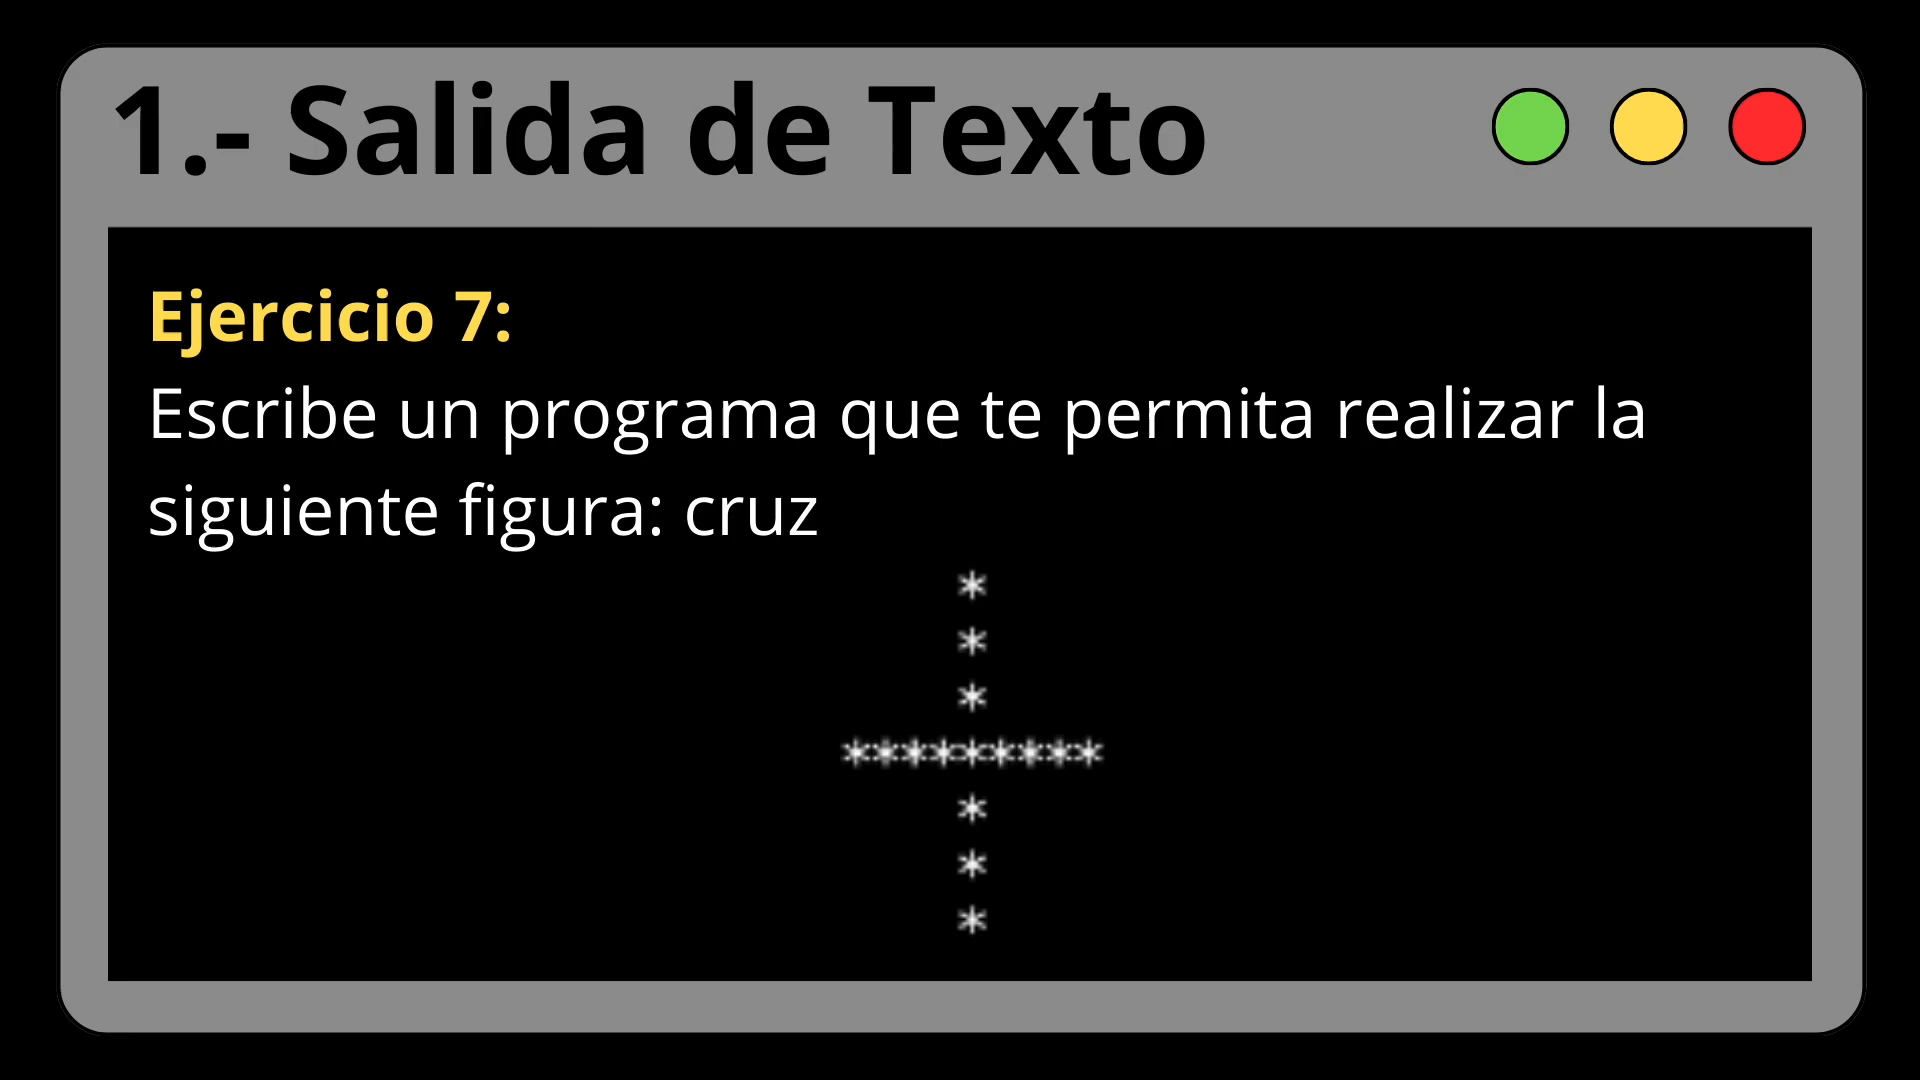 1.- Salida de Texto
Ejercicio 7:
Escribe un programa que te permita realizar la
siguiente figura: cruz
*
*
*
*********
*
*
*